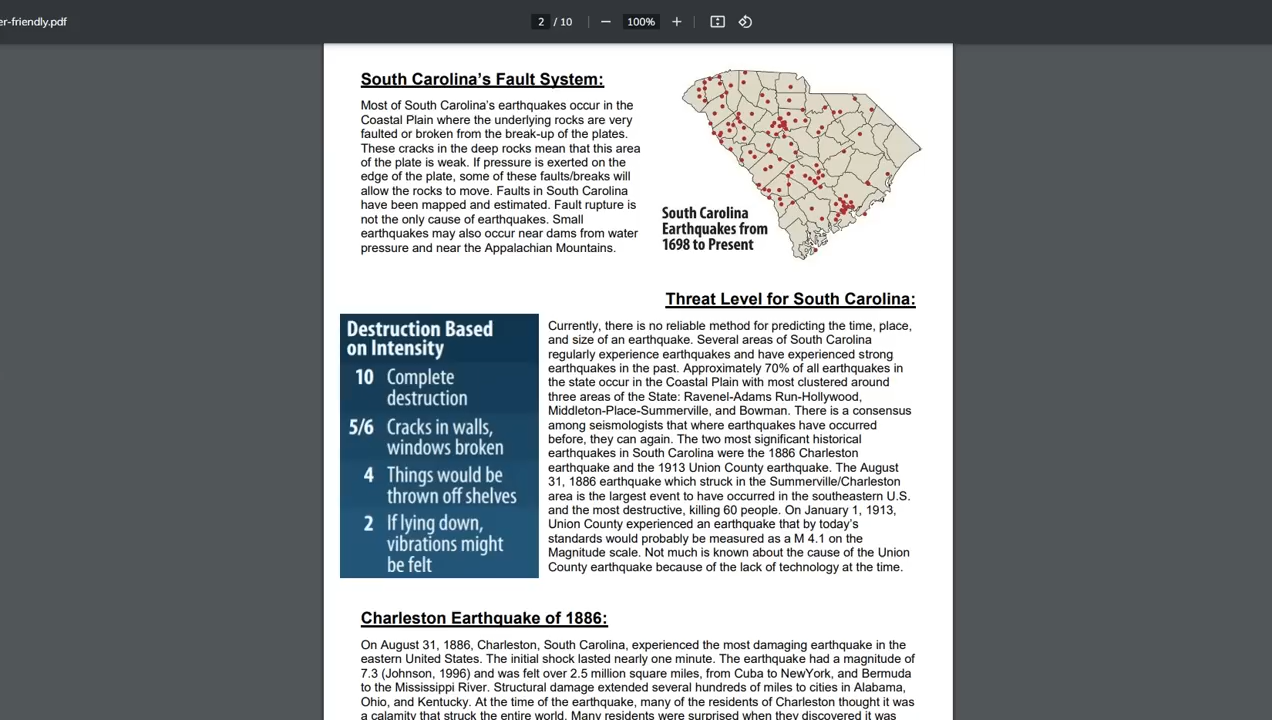 er-friendly.pdf
2 / 10
100%
South Carolina's Fault System:
Most of South Carolina's earthquakes occur in the
Coastal Plain where the underlying rocks are very
faulted or broken from the break-up of the plates.
These cracks in the deep rocks mean that this area
of the plate is weak. If pressure is exerted on the
edge of the plate, some of these faults/breaks will
allow the rocks to move. Faults in South Carolina
have been mapped and estimated. Fault rupture is
not the only cause of earthquakes. Small
earthquakes may also occur near dams from water
pressure and near the Appalachian Mountains.
South Carolina
Earthquakes from
1698 to Present
Threat Level for South Carolina:
Destruction Based
on Intensity
10 Complete
destruction
5/6 Cracks in walls,
windows broken
4 Things would be
thrown off shelves
2 If lying down,
vibrations might
be felt
Currently, there is no reliable method for predicting the time, place,
and size of an earthquake. Several areas of South Carolina
regularly experience earthquakes and have experienced strong
earthquakes in the past. Approximately 70% of all earthquakes in
the state occur in the Coastal Plain with most clustered around
three areas of the State: Ravenel-Adams Run-Hollywood,
Middleton-Place-Summerville, and Bowman. There is a consensus
among seismologists that where earthquakes have occurred
before, they can again. The two most significant historical
earthquakes in South Carolina were the 1886 Charleston
earthquake and the 1913 Union County earthquake. The August
31, 1886 earthquake which struck in the Summerville/Charleston
area is the largest event to have occurred in the southeastern U.S.
and the most destructive, killing 60 people. On January 1, 1913,
Union County experienced an earthquake that by today's
standards would probably be measured as a M 4.1 on the
Magnitude scale. Not much is known about the cause of the Union
County earthquake because of the lack of technology at the time.
Charleston Earthquake of 1886:
On August 31, 1886, Charleston, South Carolina, experienced the most damaging earthquake in the
eastern United States. The initial shock lasted nearly one minute. The earthquake had a magnitude of
7.3 (Johnson, 1996) and was felt over 2.5 million square miles, from Cuba to NewYork, and Bermuda
to the Mississippi River. Structural damage extended several hundreds of miles to cities in Alabama,
Ohio, and Kentucky. At the time of the earthquake, many of the residents of Charleston thought it was
a calamity that struck the entire world. Many residents were surprised when they discovered it was